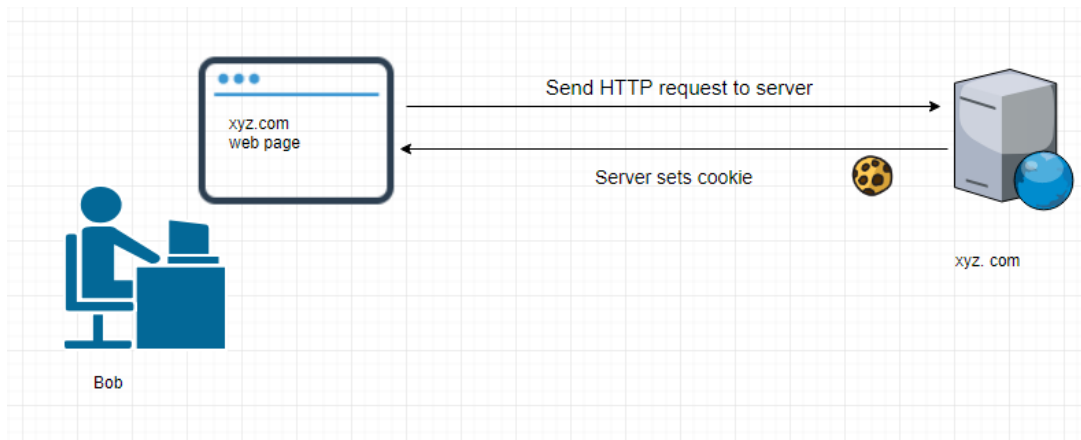 Send HTTP request to server
xyz.com
web page
Server sets cookie
xyz. com
Bob